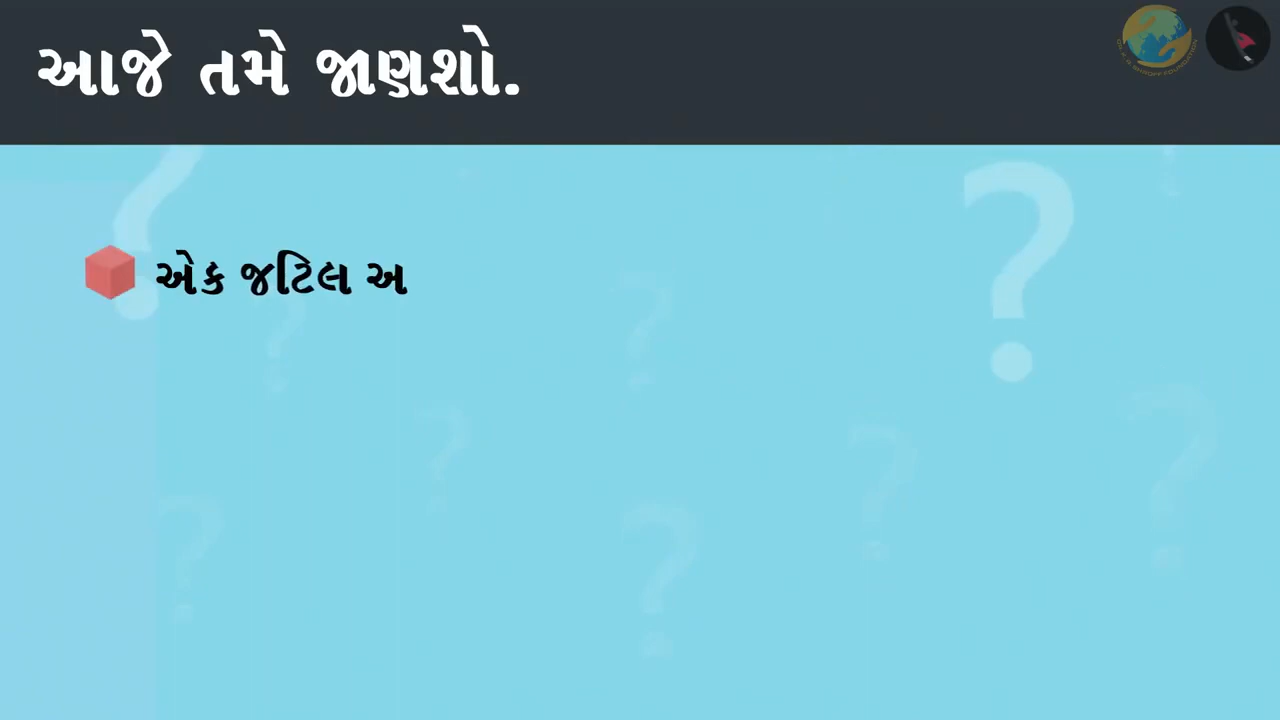 આજે તમે જાણશો.
એક જટિલ અ